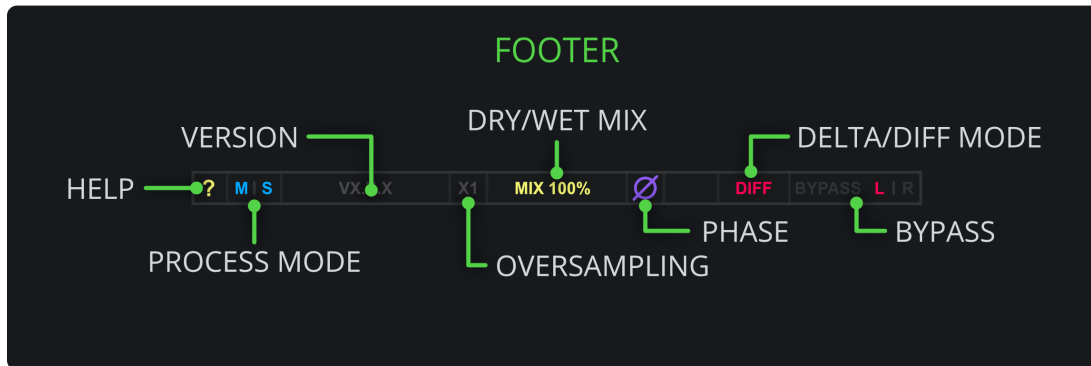 FOOTER
DRY/WET MIX
VERSION
DELTA/DIFF MODE
HELP
? M I S VX.X.X X1 MIX 100% Ø DIFF BYPASS L I R
PHASE
BYPASS
PROCESS MODE
OVERSAMPLING